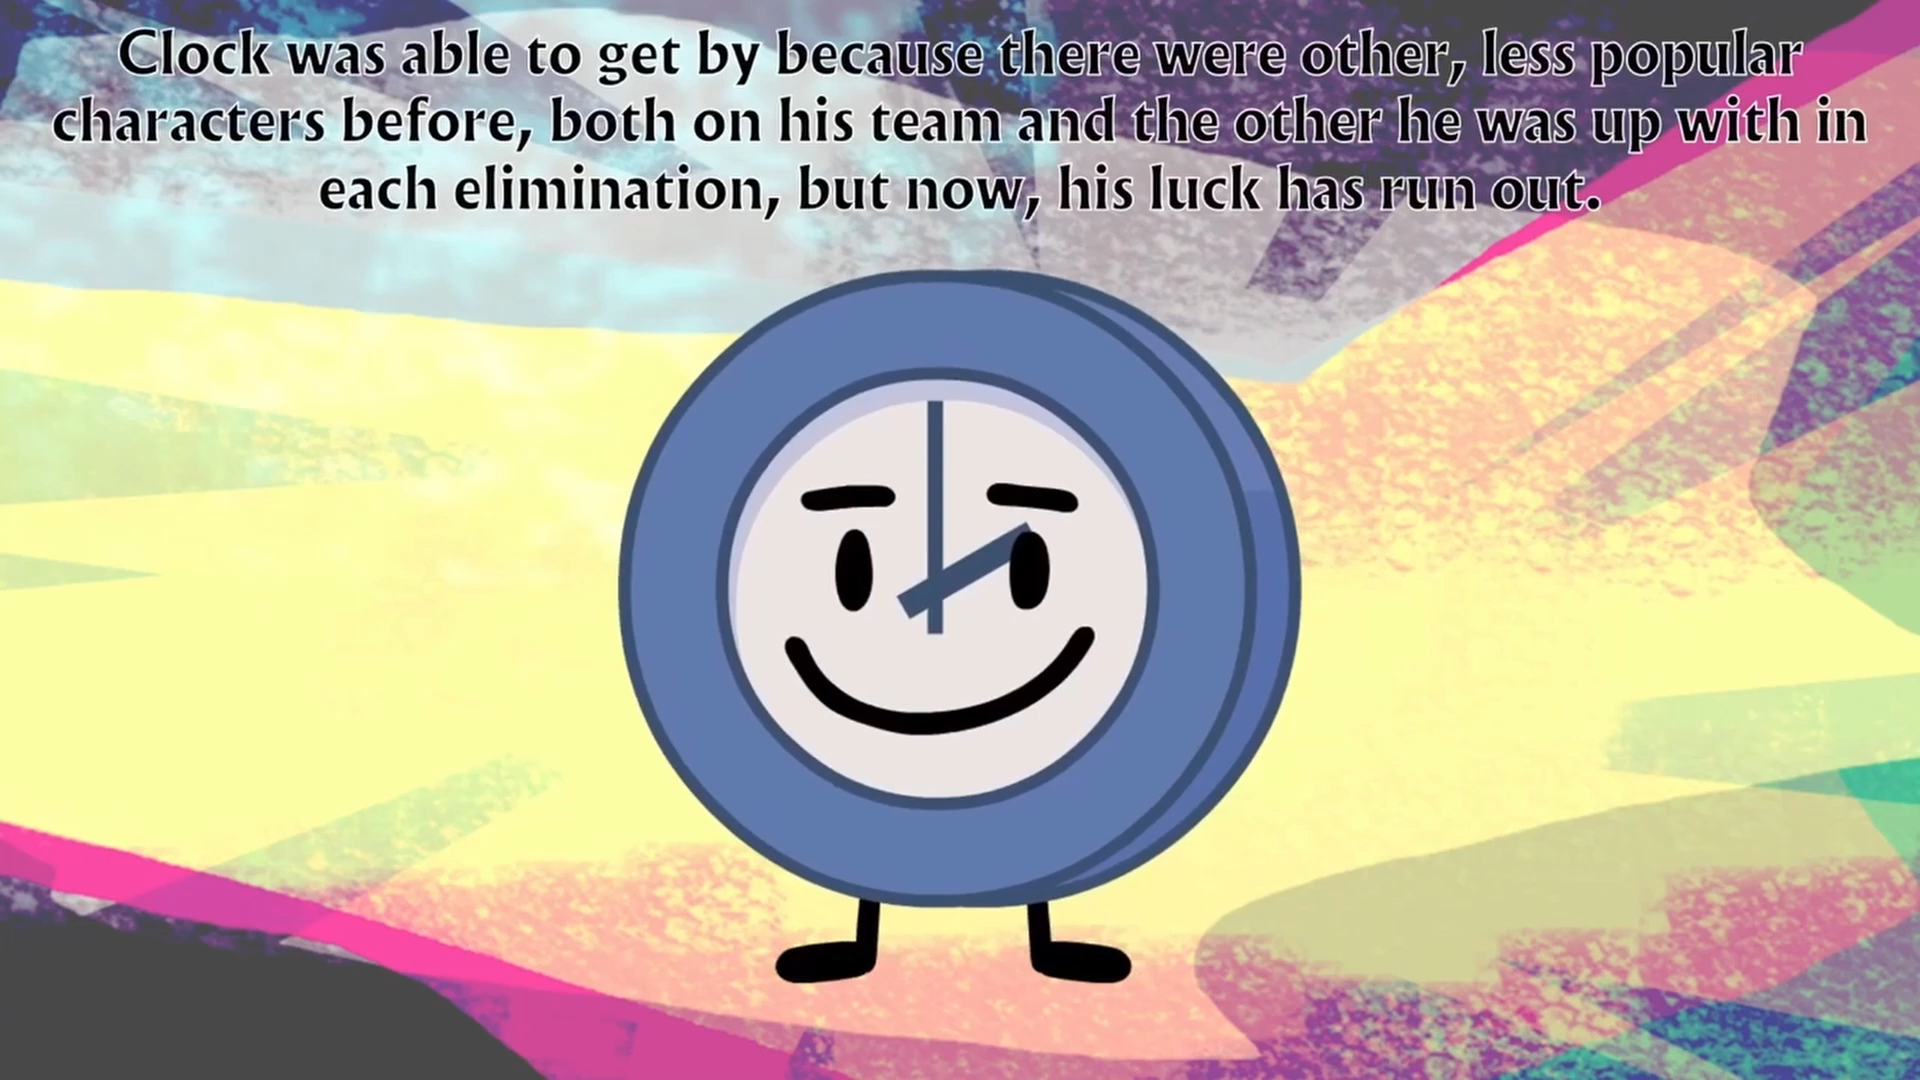 Clock was able to get by because there were other, less popular
characters before, both on his team and the other he was up with in
each elimination, but now, his luck has run out.